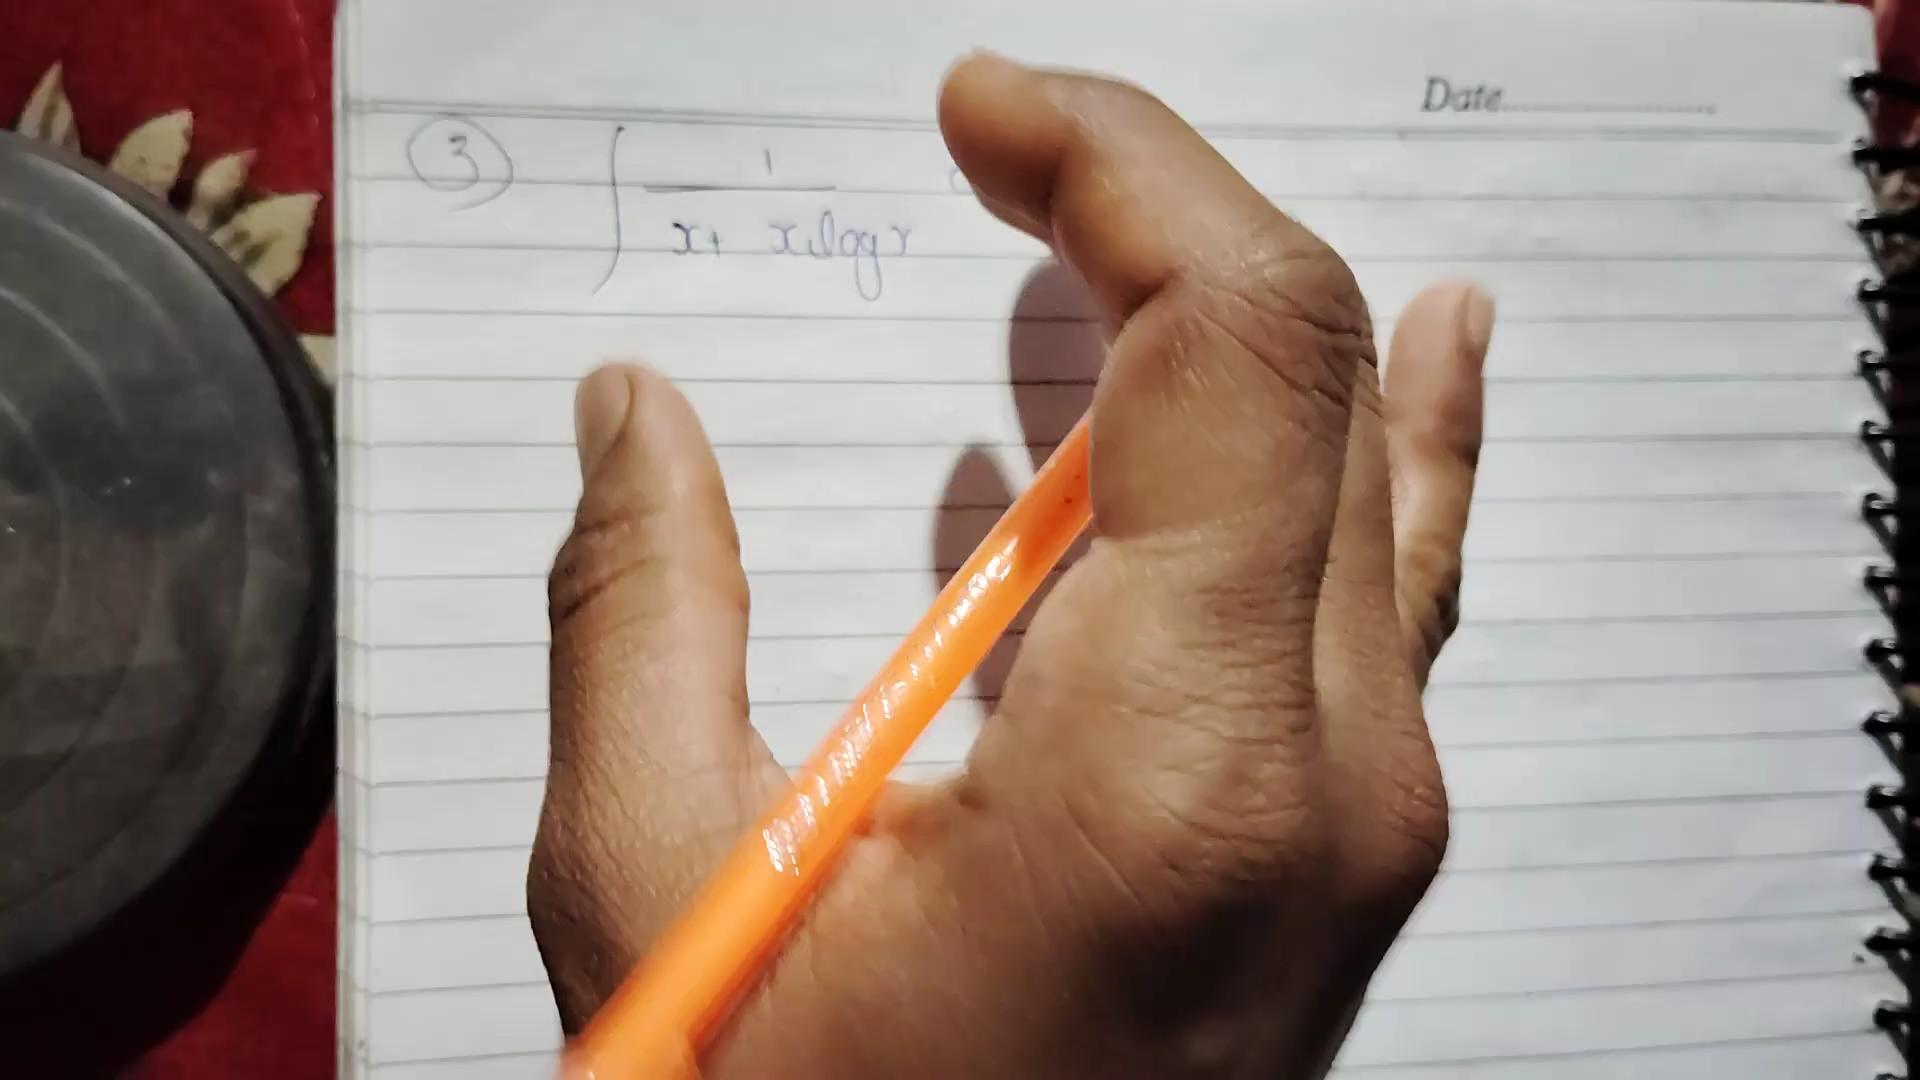 Date
3 ∫ 1
x+ x log x